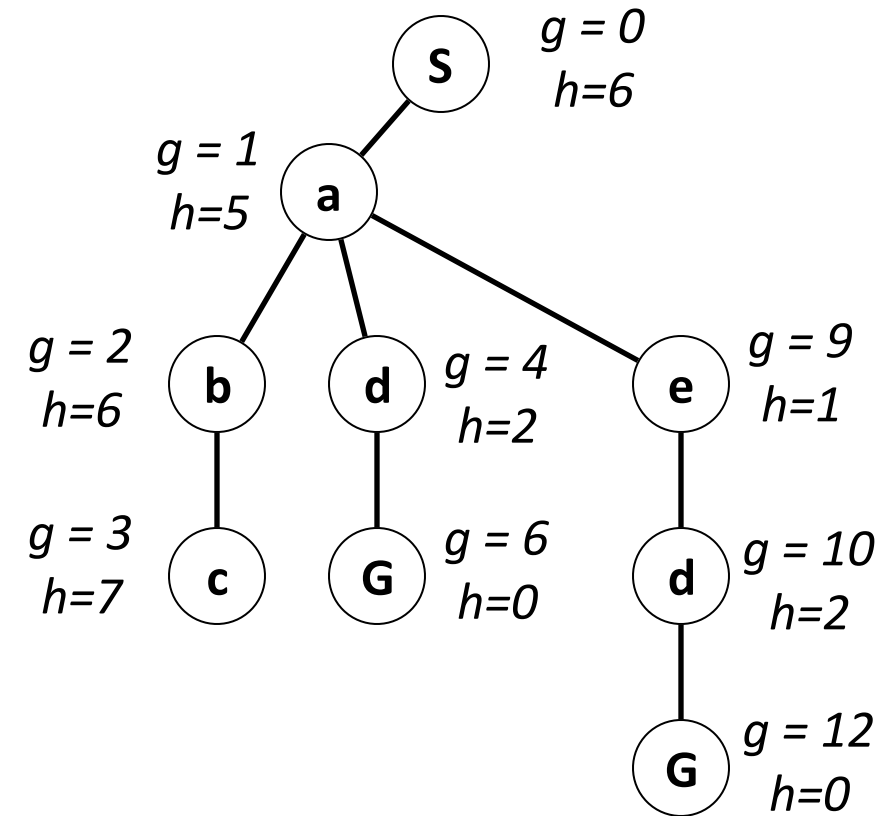 S
g = 0
h=6
g = 1
h=5
a
g = 2
h=6
b
d
g = 4
h=2
e
g = 9
h=1
g = 3
h=7
c
G
g = 6
h=0
d
g = 10
h=2
G
g = 12
h=0